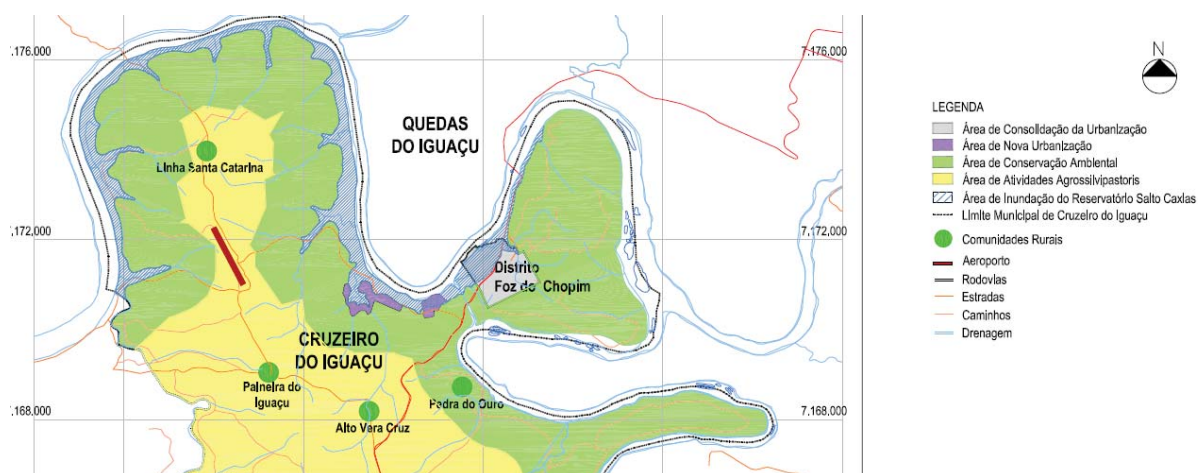 7.176.000
7.176.000
N
QUEDAS
DO IGUAÇU
Linha Santa Catarina
7.172.000
7.172.000
Distrito
Foz do Chopim
CRUZEIRO
DO IGUAÇU
Paineira do
Iguaçu
Pedra do Ouro
Alto Vera Cruz
7.168.000
7.168.000
LEGENDA
Área de Consolidação da Urbanização
Área de Nova Urbanização
Área de Conservação Ambiental
Área de Atividades Agrossilvipastoris
Área de Inundação do Reservatório Salto Caxias
Limite Municipal de Cruzeiro do Iguaçu
Comunidades Rurais
Aeroporto
Rodovias
Estradas
Caminhos
Drenagem